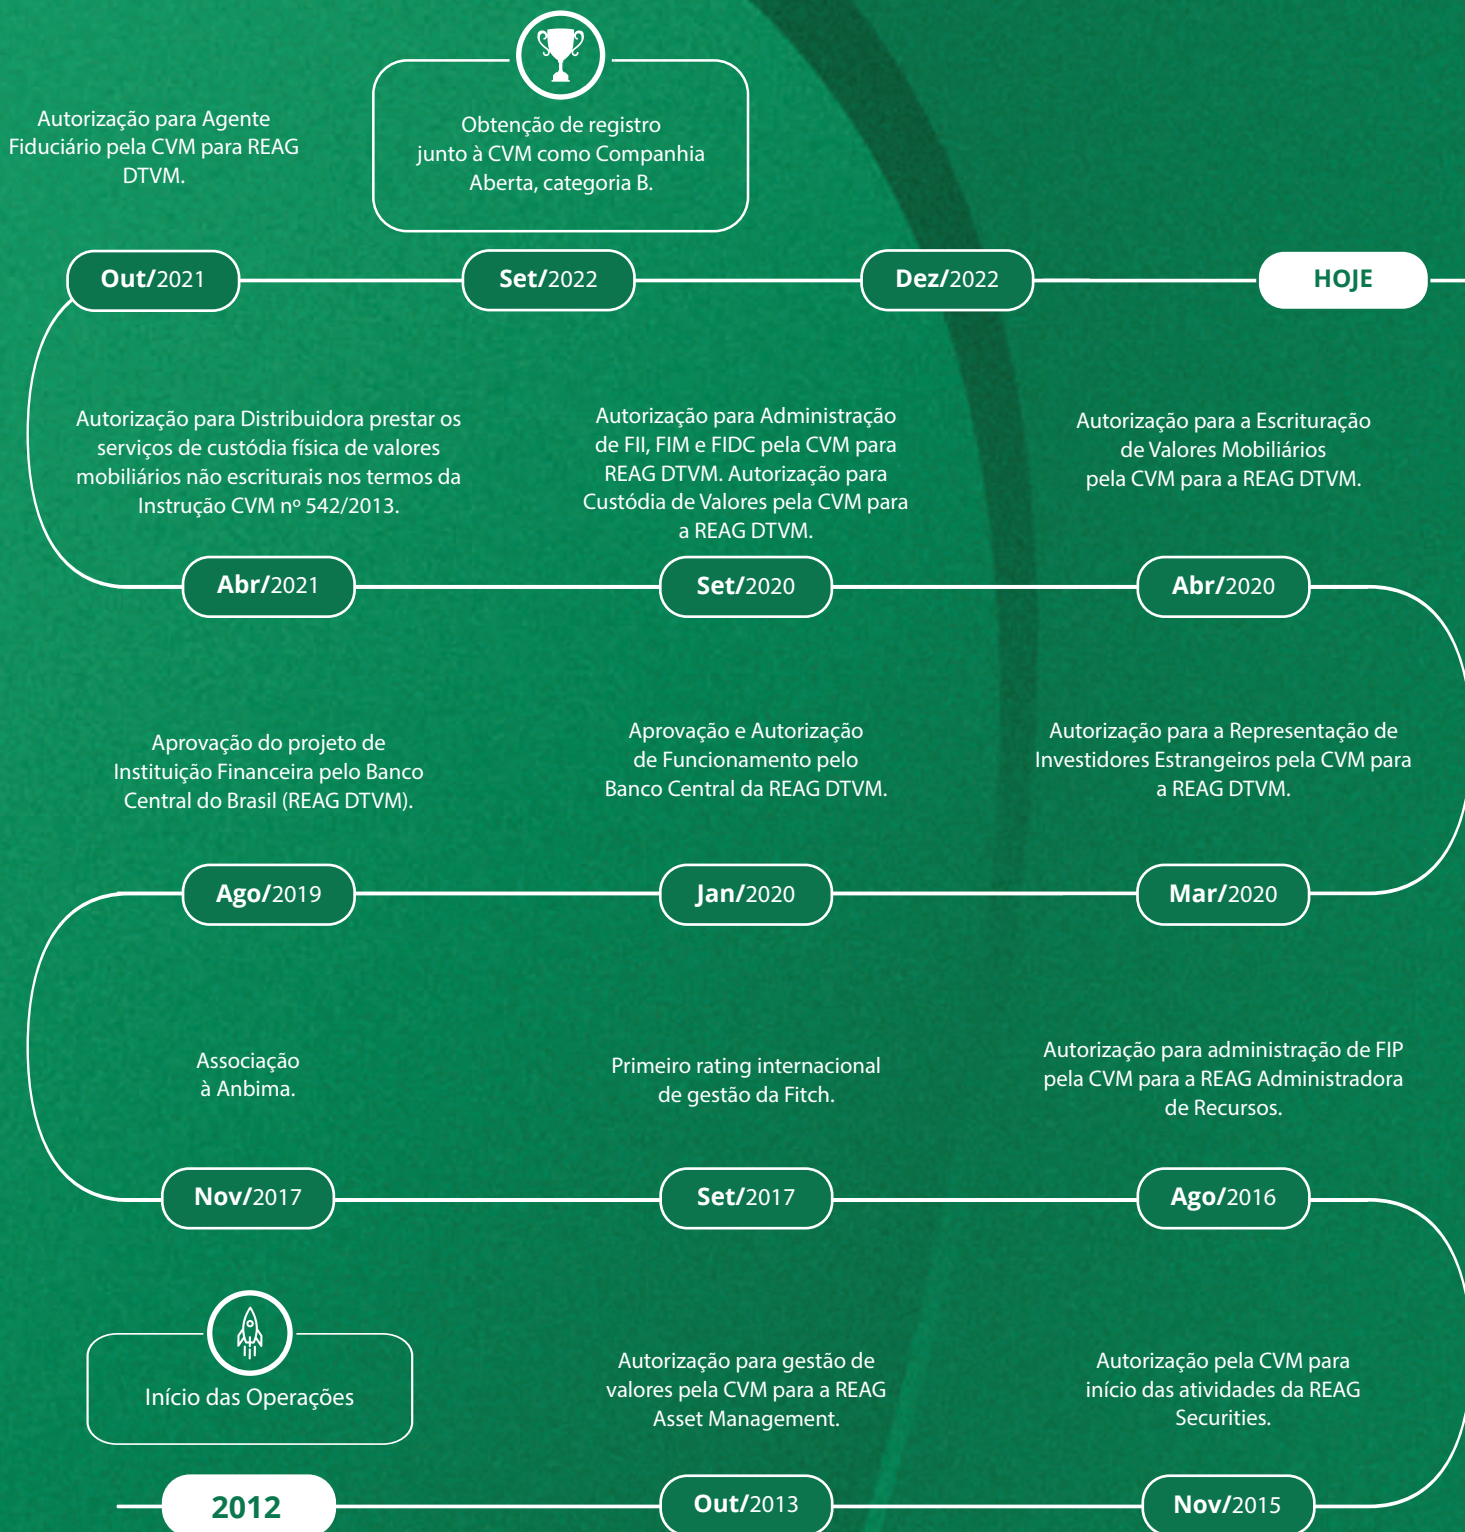 Autorização para Agente
Fiduciário pela CVM para REAG
DTVM.
Obtenção de registro
junto à CVM como Companhia
Aberta, categoria B.
Out/2021
Set/2022
Dez/2022
HOJE
Autorização para Distribuidora prestar os
serviços de custódia física de valores
mobiliários não escriturais nos termos da
Instrução CVM nº 542/2013.
Autorização para Administração
de FII, FIM e FIDC pela CVM para
REAG DTVM. Autorização para
Custódia de Valores pela CVM para
a REAG DTVM.
Autorização para a Escrituração
de Valores Mobiliários
pela CVM para a REAG DTVM.
Abr/2021
Set/2020
Abr/2020
Aprovação do projeto de
Instituição Financeira pelo Banco
Central do Brasil (REAG DTVM).
Aprovação e Autorização
de Funcionamento pelo
Banco Central da REAG DTVM.
Autorização para a Representação de
Investidores Estrangeiros pela CVM para
a REAG DTVM.
Ago/2019
Jan/2020
Mar/2020
Associação
à Anbima.
Primeiro rating internacional
de gestão da Fitch.
Autorização para administração de FIP
pela CVM para a REAG Administradora
de Recursos.
Nov/2017
Set/2017
Ago/2016
Início das Operações
Autorização para gestão de
valores pela CVM para a REAG
Asset Management.
Autorização pela CVM para
início das atividades da REAG
Securities.
2012
Out/2013
Nov/2015